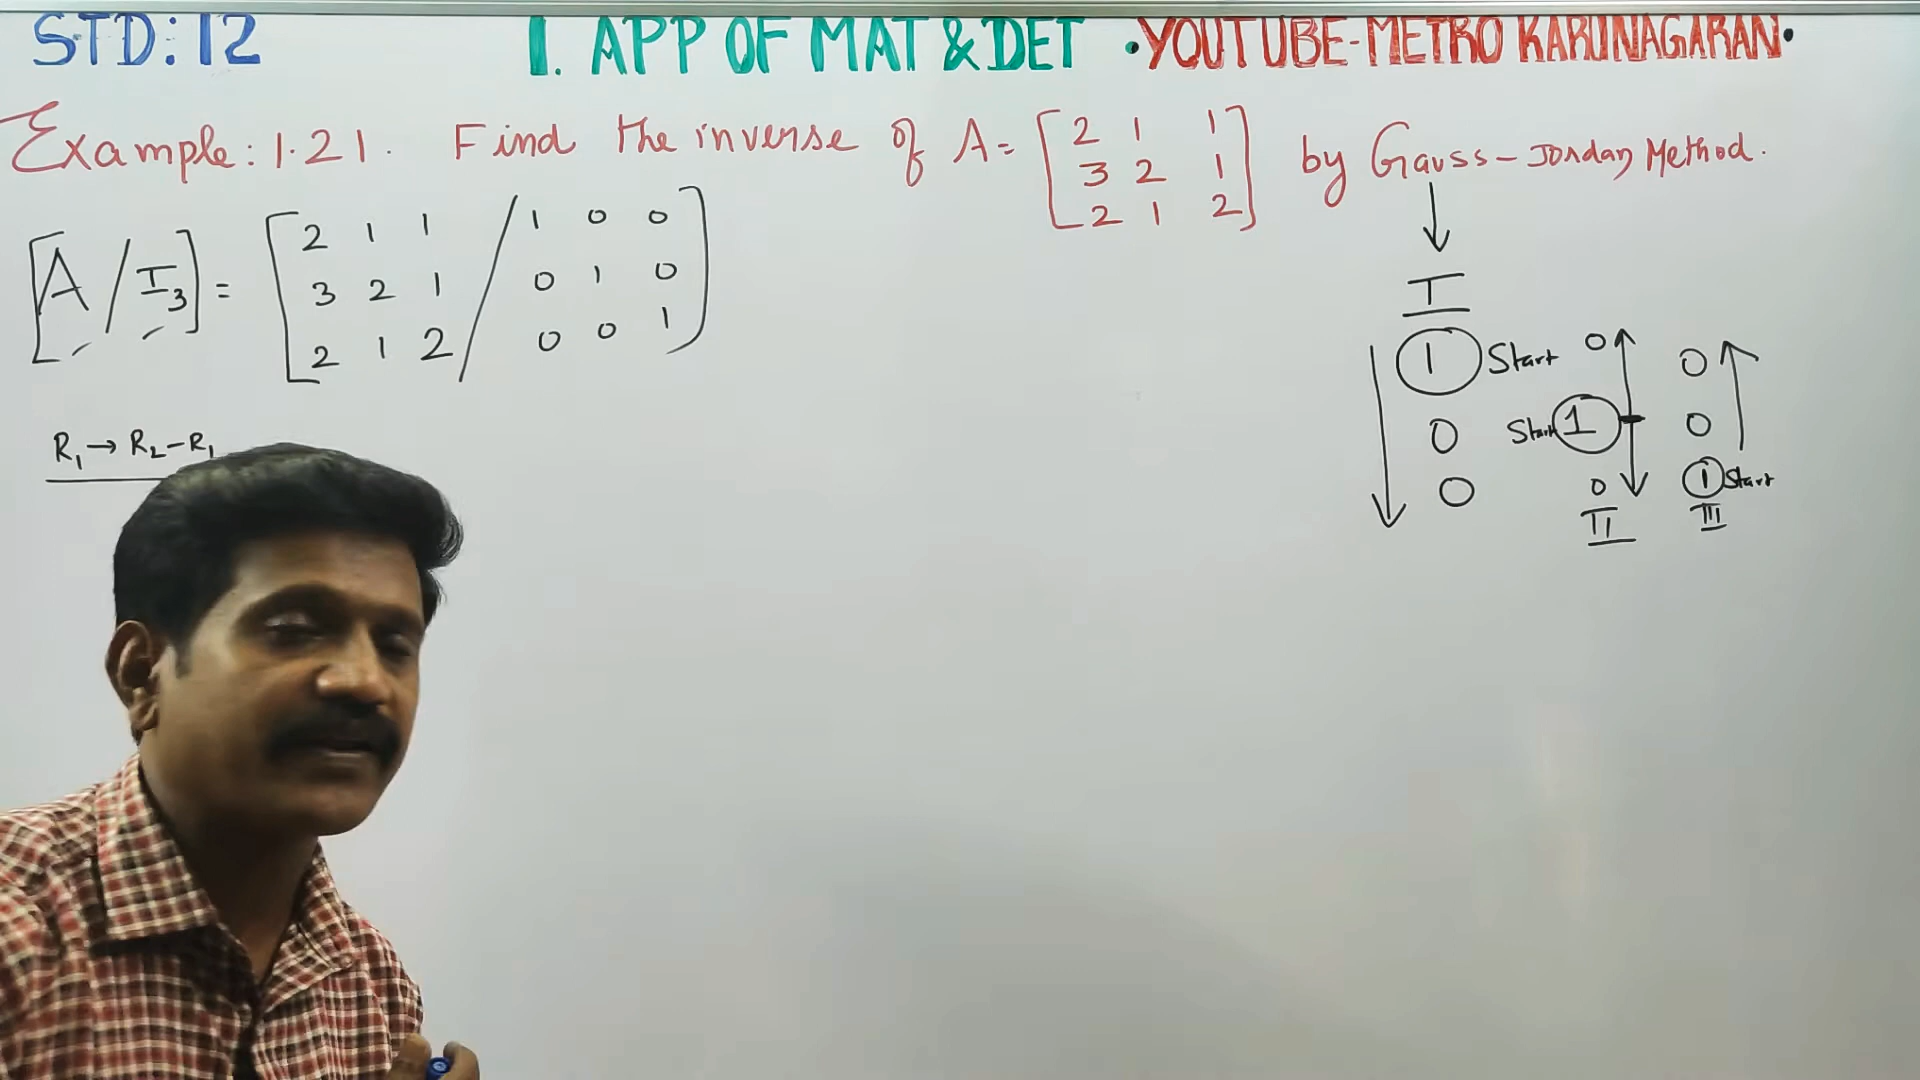 STD: 12 1. APP OF MAT & DET • YOUTUBE-METRO KARUNAGARAN •
Example: 1.21. Find the inverse of A = [2 1 1 by Gauss-Jordan Method.
3 2 1
2 1 2]
[A / I₃] = [2 1 1 / 1 0 0
3 2 1 / 0 1 0
2 1 2 / 0 0 1]
R₁ → R₂ - R₁
I
1 Start 0 0
0 Start 1 0
0 0 1 Start
II III